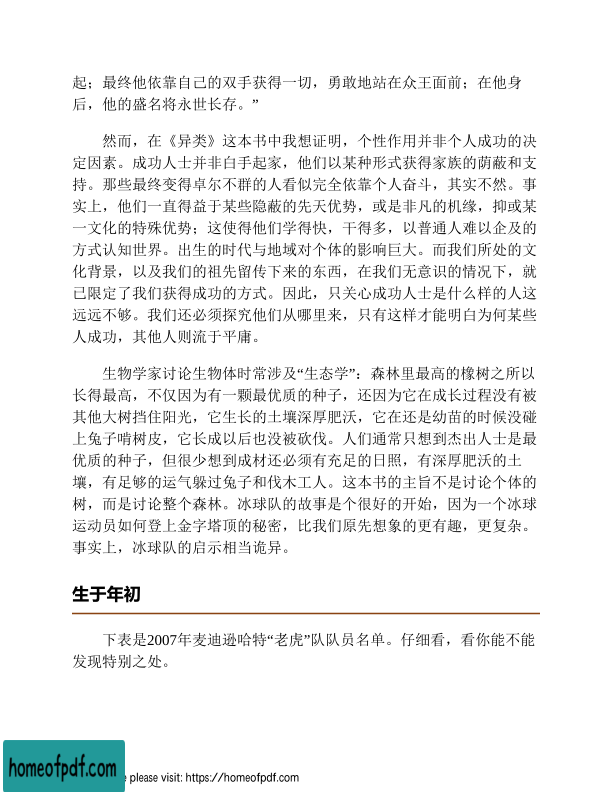 起；最终他依靠自己的双手获得一切，勇敢地站在众王面前；在他身
后，他的盛名将永世长存。”
然而，在《异类》这本书中我想证明，个性作用并非个人成功的决
定因素。成功人士并非白手起家，他们以某种形式获得家族的荫蔽和支
持。那些最终变得卓尔不群的人看似完全依靠个人奋斗，其实不然。事
实上，他们一直得益于某些隐蔽的先天优势，或是非凡的机缘，抑或某
一文化的特殊优势；这使得他们学得快，干得多，以普通人难以企及的
方式认知世界。出生的时代与地域对个体的影响巨大。而我们所处的文
化背景，以及我们的祖先留传下来的东西，在我们无意识的情况下，就
已限定了我们获得成功的方式。因此，只关心成功人士是什么样的人这
远远不够。我们还必须探究他们从哪里来，只有这样才能明白为何某些
人成功，其他人则流于平庸。
生物学家讨论生物体时常涉及“生态学”：森林里最高的橡树之所以
长得最高，不仅因为有一颗最优质的种子，还因为它在成长过程没有被
其他大树挡住阳光，它生长的土壤深厚肥沃，它在还是幼苗的时候没碰
上兔子啃树皮，它长成以后也没被砍伐。人们通常只想到杰出人士是最
优质的种子，但很少想到成材还必须有充足的日照，有深厚肥沃的土
壤，有足够的运气躲过兔子和伐木工人。这本书的主旨不是讨论个体的
树，而是讨论整个森林。冰球队的故事是个很好的开始，因为一个冰球
运动员如何登上金字塔顶的秘密，比我们原先想象的更有趣，更复杂。
事实上，冰球队的启示相当诡异。
生于年初
下表是2007年麦迪逊哈特“老虎”队队员名单。仔细看，看你能不能
发现特别之处。
homeofpdf.com
please visit: https://homeofpdf.com